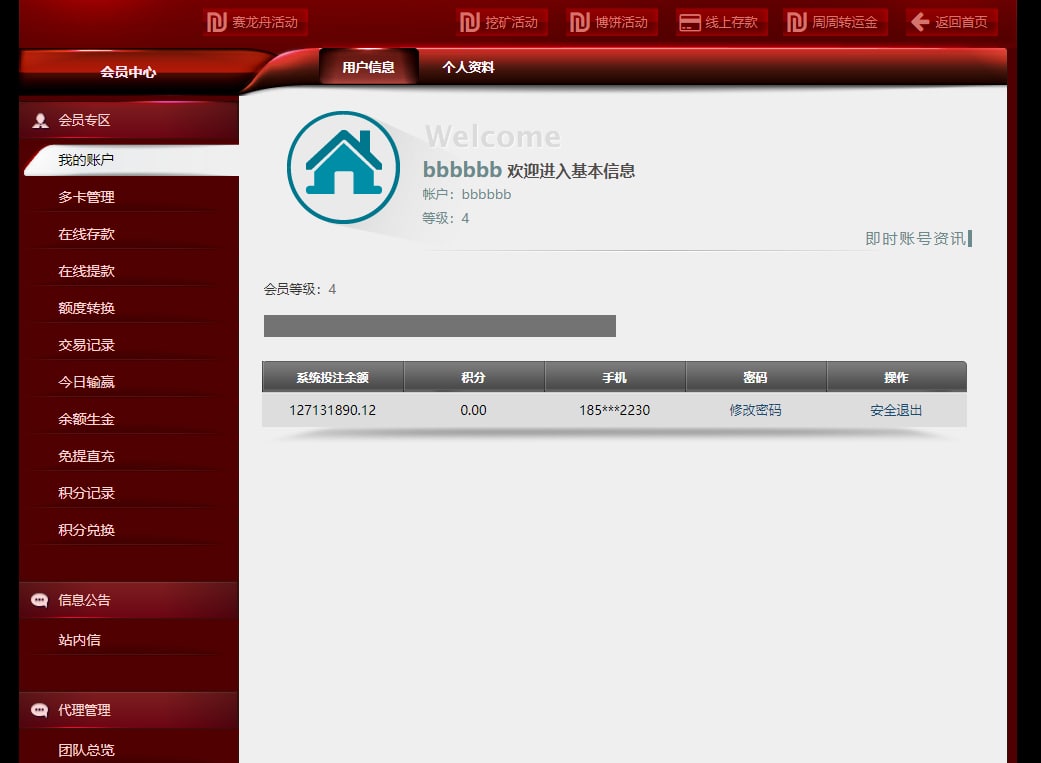 赛龙舟活动
挖矿活动
博饼活动
线上存款
周周转运金
返回首页
会员中心
用户信息
个人资料
会员专区
我的账户
多卡管理
在线存款
在线提款
额度转换
交易记录
今日输赢
余额生金
免提直充
积分记录
积分兑换
信息公告
站内信
代理管理
团队总览
Welcome
bbbbbb 欢迎进入基本信息
帐户：bbbbbb
等级：4
即时账号资讯
会员等级：4
系统投注余额 积分 手机 密码 操作
127131890.12 0.00 185***2230 修改密码 安全退出